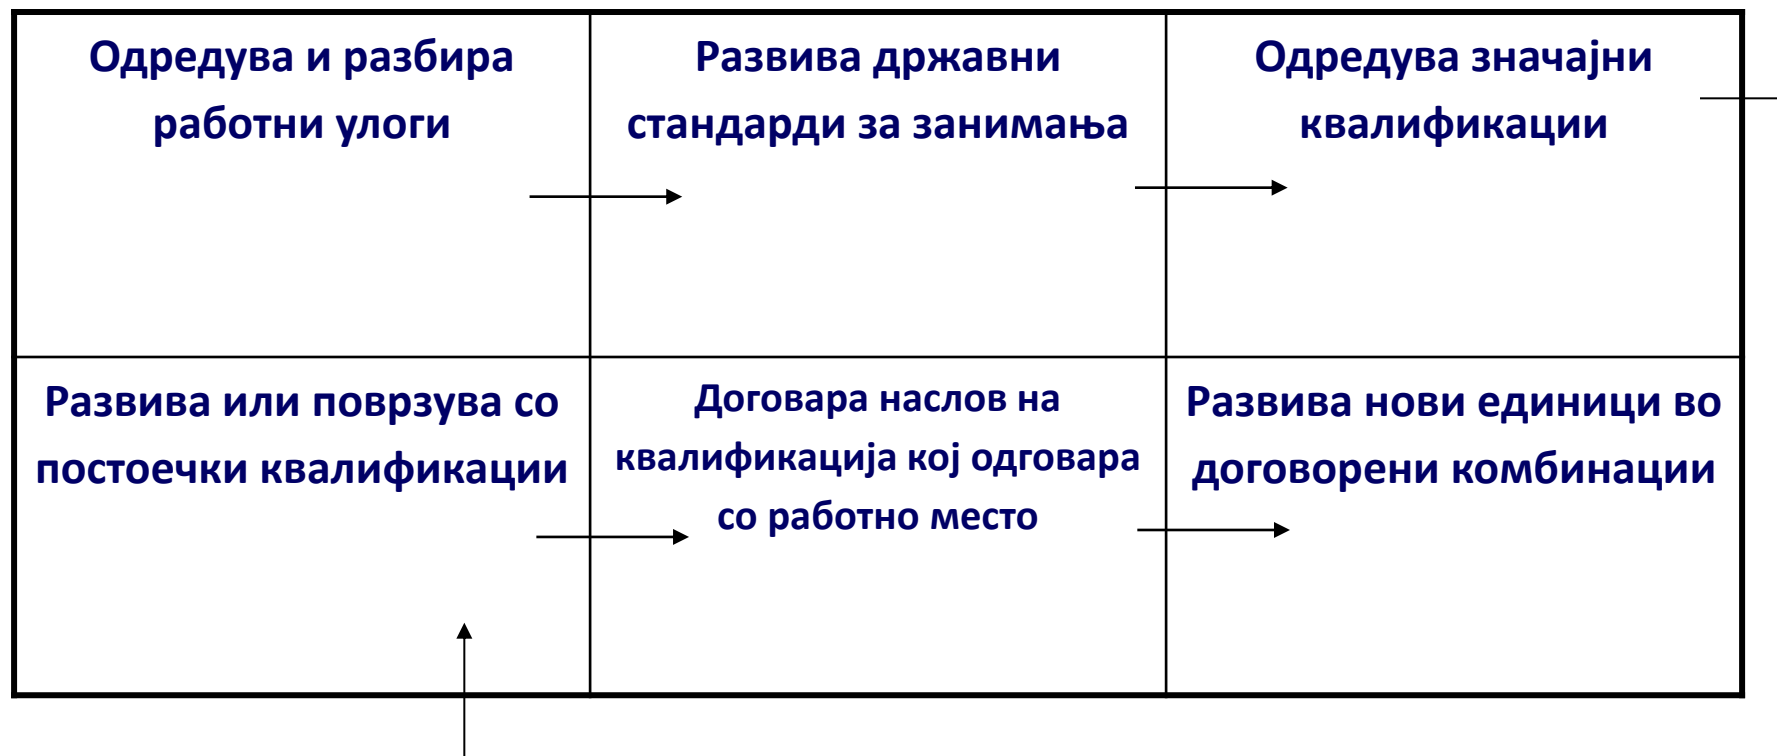 Одредува и разбира
работни улоги
Развива државни
стандарди за занимања
Одредува значајни
квалификации
Развива или поврзува со
постоечки квалификации
Договара наслов на
квалификација кој одговара
со работно место
Развива нови единици во
договорени комбинации